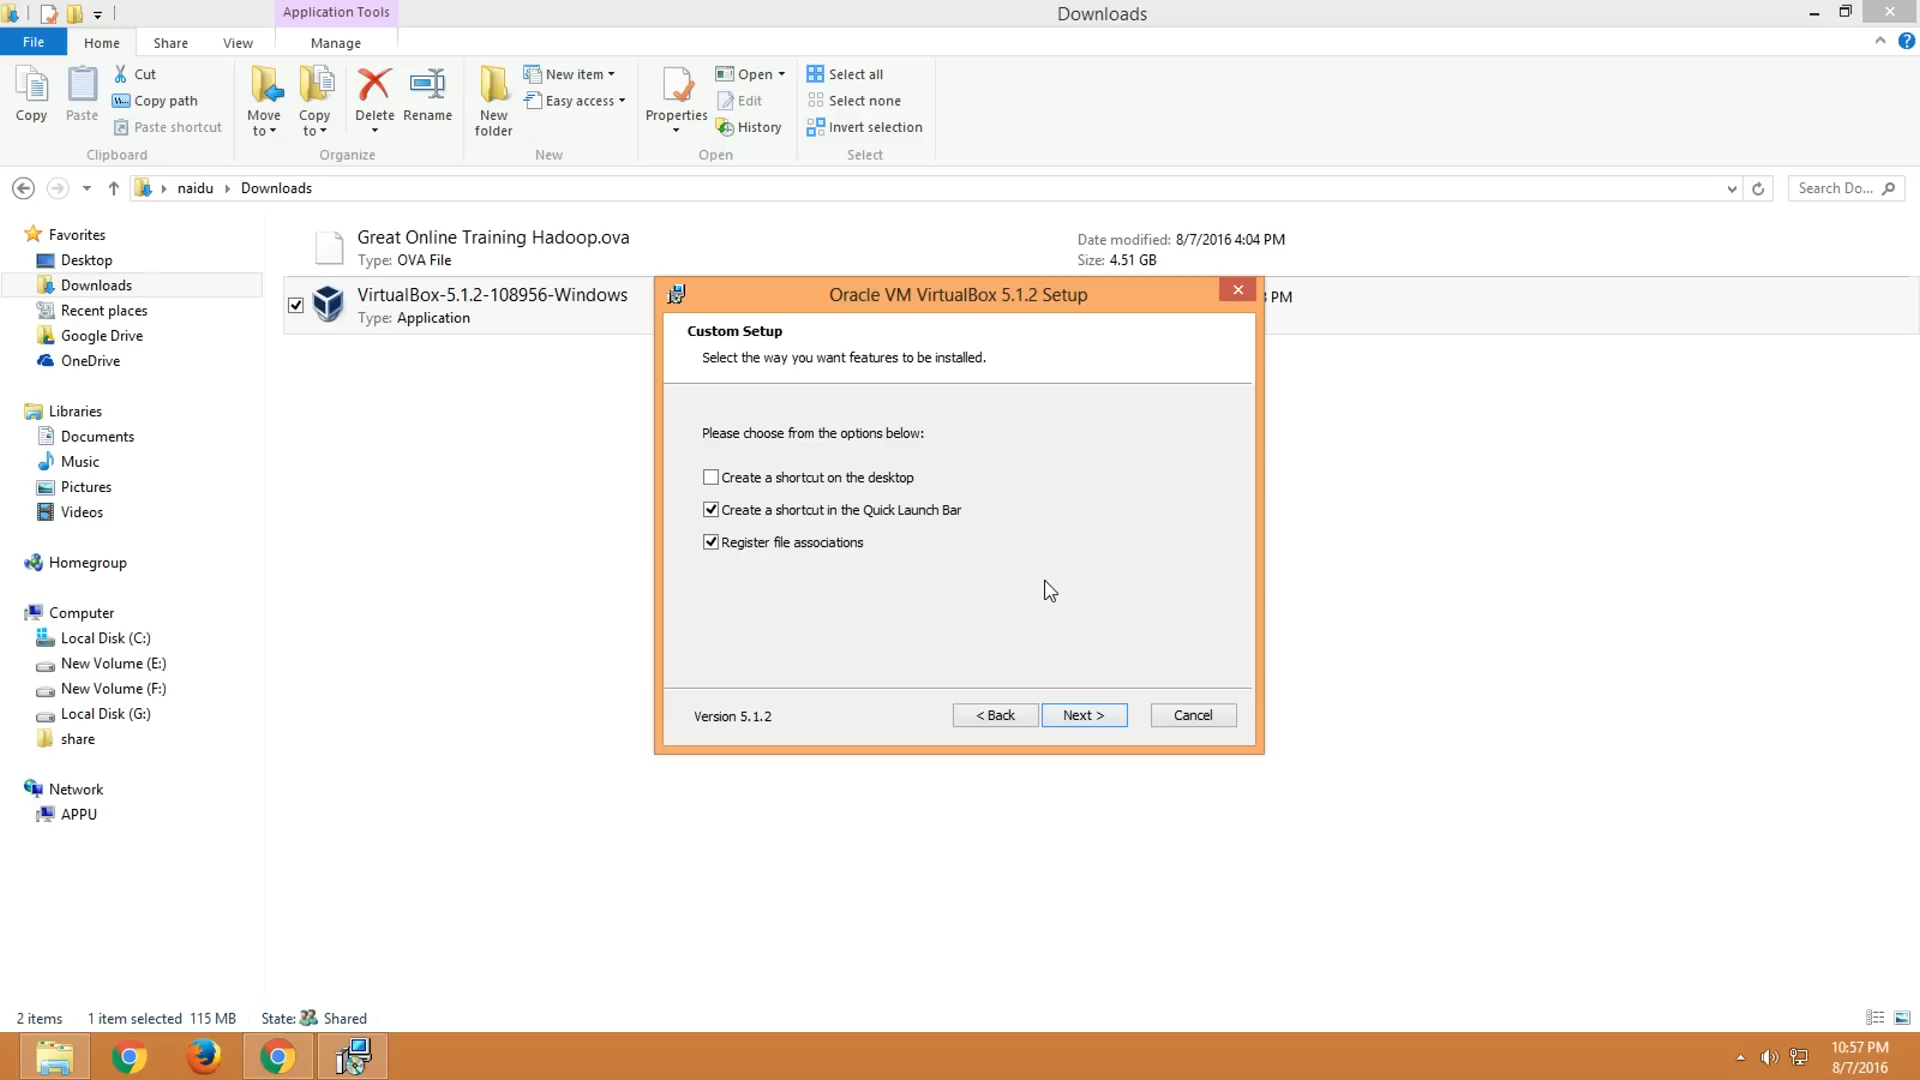 Application Tools
Downloads
File
Home
Share
View
Manage
Copy
Paste
Cut
Copy path
Paste shortcut
Clipboard
Move to
Copy to
Delete
Rename
Organize
New folder
New item
Easy access
New
Properties
Open
Edit
History
Open
Select all
Select none
Invert selection
Select
naidu
Downloads
Search Do...
Favorites
Desktop
Downloads
Recent places
Google Drive
OneDrive
Libraries
Documents
Music
Pictures
Videos
Homegroup
Computer
Local Disk (C:)
New Volume (E:)
New Volume (F:)
Local Disk (G:)
share
Network
APPU
Great Online Training Hadoop.ova
Type: OVA File
Date modified: 8/7/2016 4:04 PM
Size: 4.51 GB
VirtualBox-5.1.2-108956-Windows
Type: Application
PM
Oracle VM VirtualBox 5.1.2 Setup
Custom Setup
Select the way you want features to be installed.
Please choose from the options below:
Create a shortcut on the desktop
Create a shortcut in the Quick Launch Bar
Register file associations
Version 5.1.2
< Back
Next >
Cancel
2 items
1 item selected 115 MB
State: Shared
10:57 PM
8/7/2016